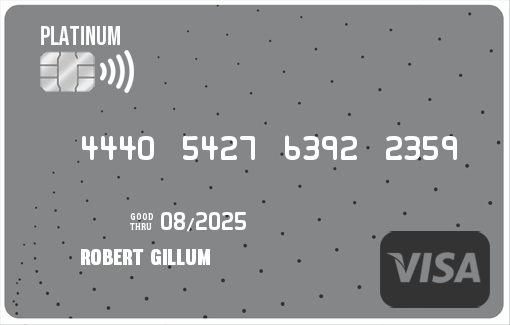 PLATINUM
4440 5427 6392 2359
GOOD THRU 08/2025
ROBERT GILLUM
VISA